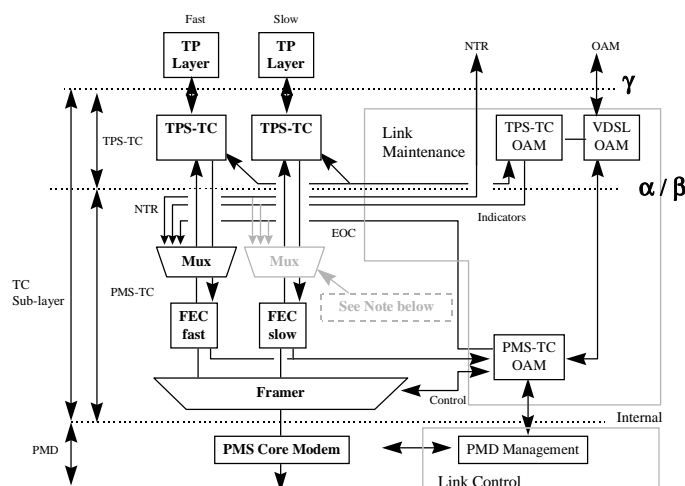 Fast
Slow
TP
Layer
TP
Layer
NTR
OAM
γ
TPS-TC
TPS-TC
TPS-TC
Link
Maintenance
TPS-TC
OAM
VDSL
OAM
α / β
NTR
Indicators
EOC
Mux
Mux
TC
Sub-layer
PMS-TC
See Note below
FEC
fast
FEC
slow
PMS-TC
OAM
Framer
Control
Internal
PMD
PMS Core Modem
PMD Management
Link Control